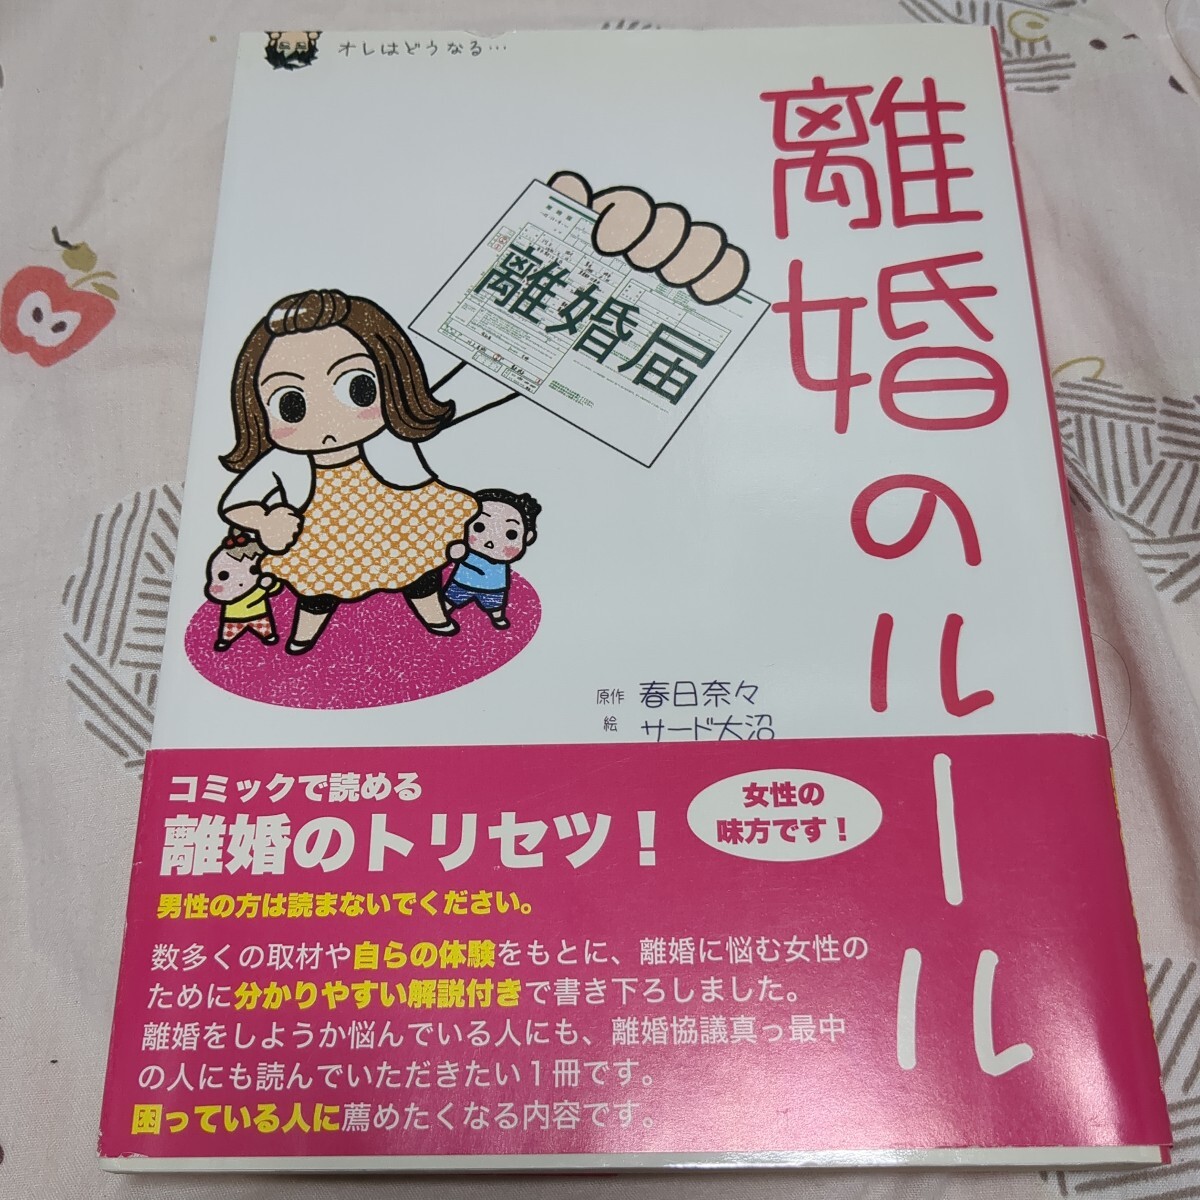 オレはどうなる…
離婚のルール
離婚届
原作 春日奈々
絵 サード大沼
コミックで読める
離婚のトリセツ！
女性の
味方です！
男性の方は読まないでください。
数多くの取材や自らの体験をもとに、離婚に悩む女性の
ために分かりやすい解説付きで書き下ろしました。
離婚をしようか悩んでいる人にも、離婚協議真っ最中
の人にも読んでいただきたい１冊です。
困っている人に薦めたくなる内容です。